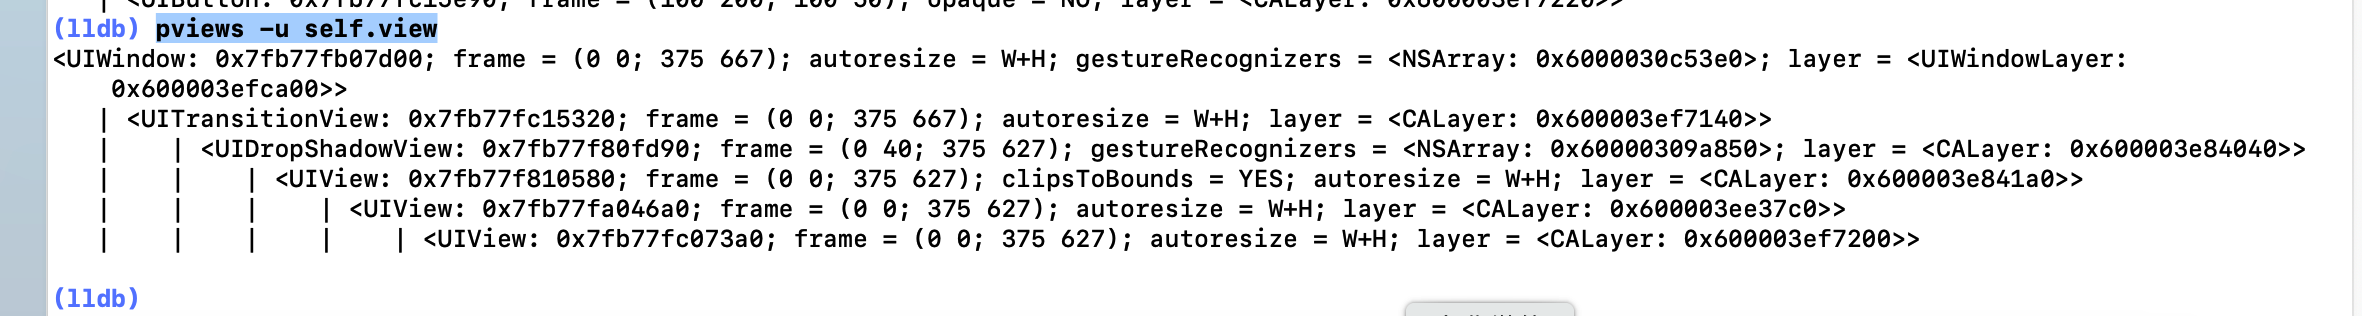 | <UIButton: 0x7fb77fc15e90; frame = (100 200; 100 50); opaque = NO; layer = <CALayer: 0x600003ef7220>>
(lldb) pviews -u self.view
<UIWindow: 0x7fb77fb07d00; frame = (0 0; 375 667); autoresize = W+H; gestureRecognizers = <NSArray: 0x6000030c53e0>; layer = <UIWindowLayer:
0x600003efca00>>
| <UITransitionView: 0x7fb77fc15320; frame = (0 0; 375 667); autoresize = W+H; layer = <CALayer: 0x600003ef7140>>
| | <UIDropShadowView: 0x7fb77f80fd90; frame = (0 40; 375 627); gestureRecognizers = <NSArray: 0x60000309a850>; layer = <CALayer: 0x600003e84040>>
| | | <UIView: 0x7fb77f810580; frame = (0 0; 375 627); clipsToBounds = YES; autoresize = W+H; layer = <CALayer: 0x600003e841a0>>
| | | | <UIView: 0x7fb77fa046a0; frame = (0 0; 375 627); autoresize = W+H; layer = <CALayer: 0x600003ee37c0>>
| | | | | <UIView: 0x7fb77fc073a0; frame = (0 0; 375 627); autoresize = W+H; layer = <CALayer: 0x600003ef7200>>
(lldb)